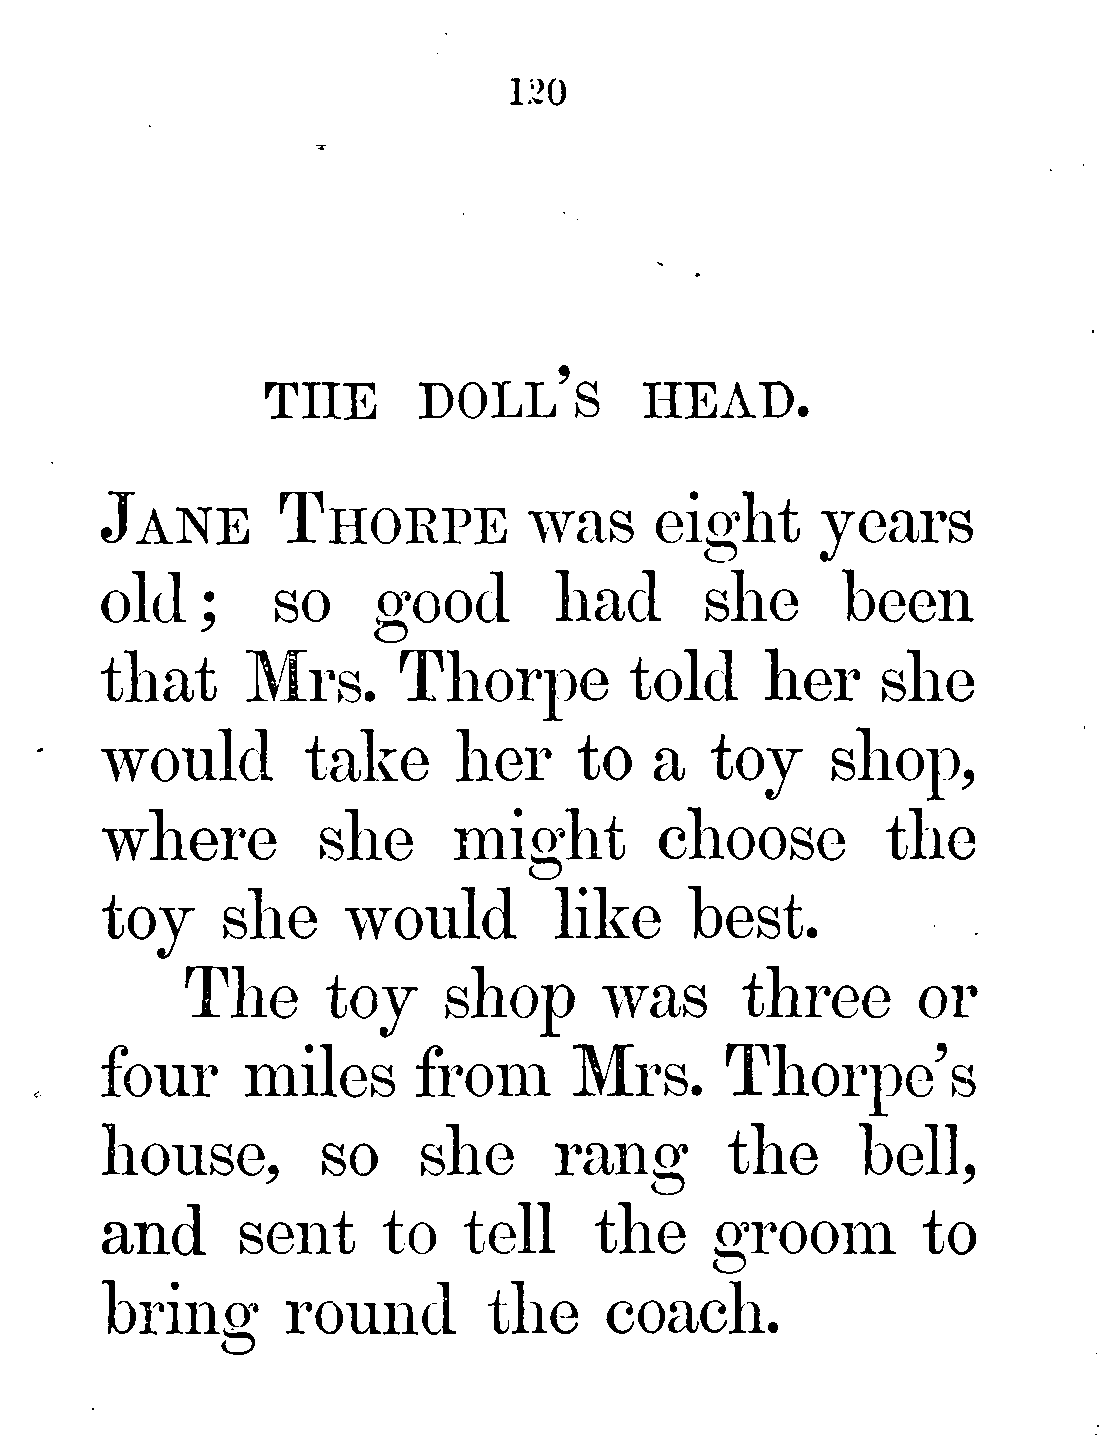 120
THE DOLL'S HEAD.
JANE THORPE was eight years
old; so good had she been
that Mrs. Thorpe told her she
would take her to a toy shop,
where she might choose the
toy she would like best.
The toy shop was three or
four miles from Mrs. Thorpe's
house, so she rang the bell,
and sent to tell the groom to
bring round the coach.